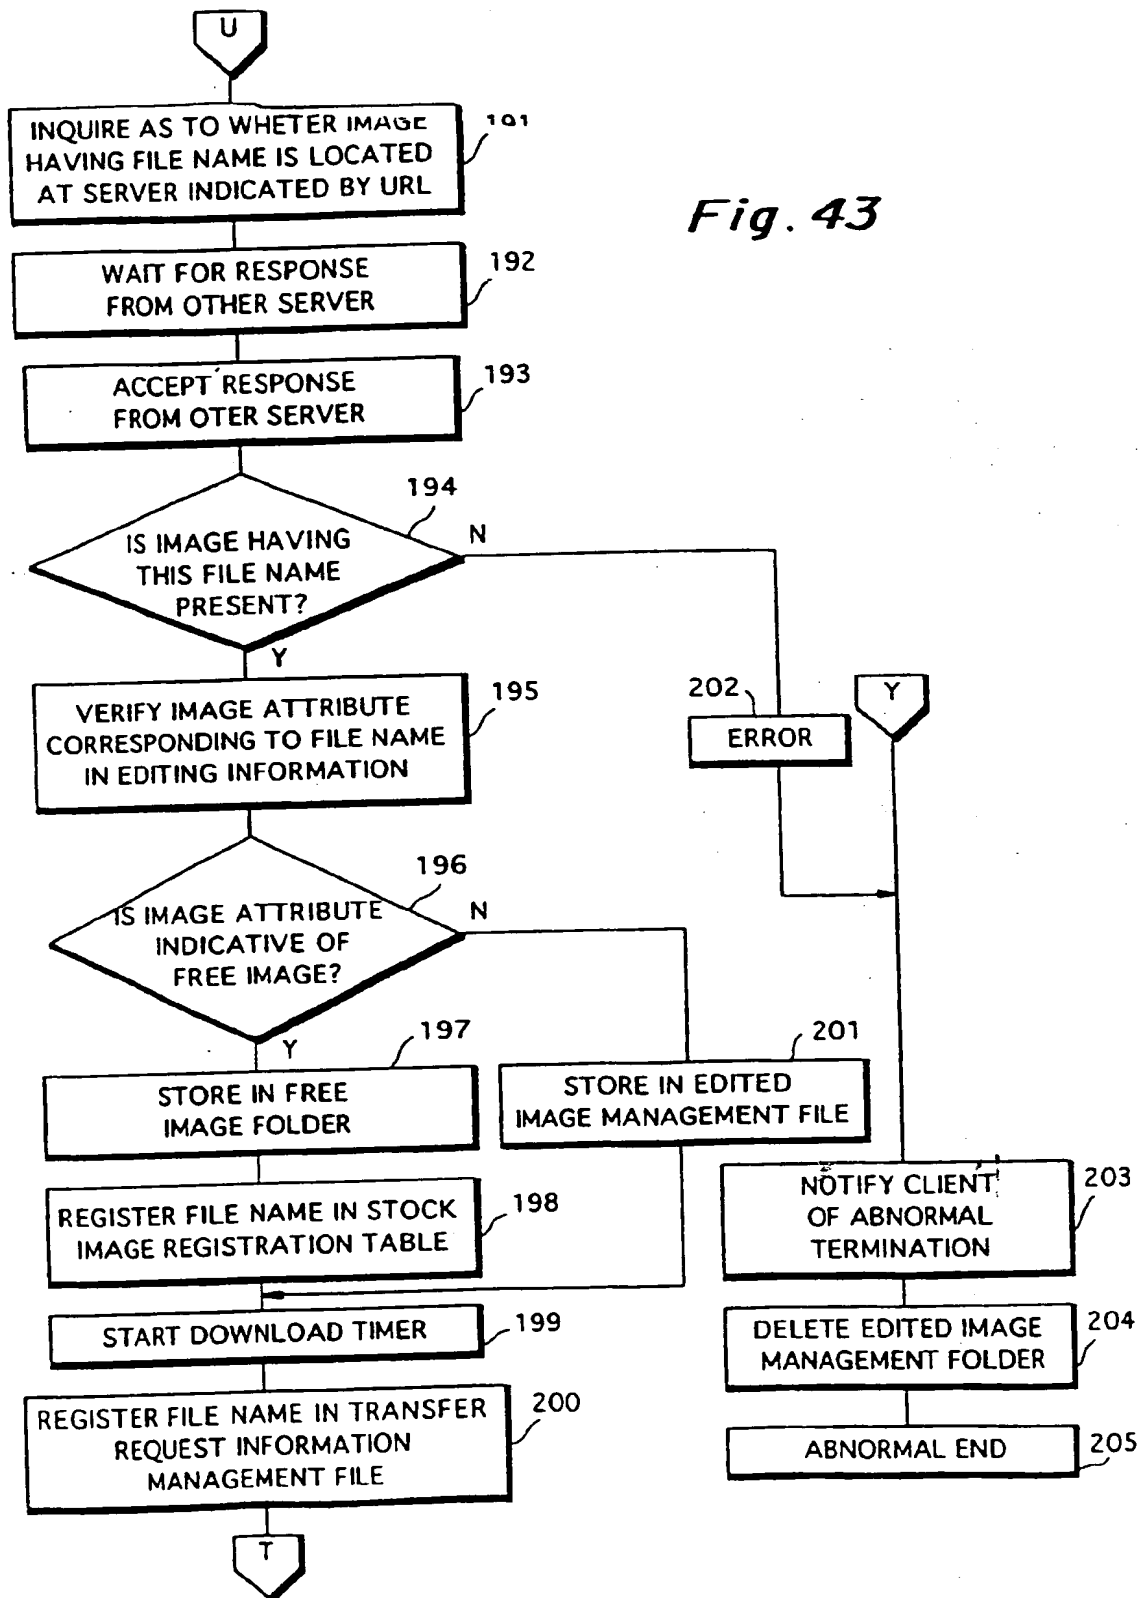 U
INQUIRE AS TO WHETER IMAGE
HAVING FILE NAME IS LOCATED
AT SERVER INDICATED BY URL
191
Fig. 43
WAIT FOR RESPONSE
FROM OTHER SERVER
192
ACCEPT RESPONSE
FROM OTER SERVER
193
194
IS IMAGE HAVING
THIS FILE NAME
PRESENT?
N
Y
VERIFY IMAGE ATTRIBUTE
CORRESPONDING TO FILE NAME
IN EDITING INFORMATION
195
202
ERROR
Y
196
IS IMAGE ATTRIBUTE
INDICATIVE OF
FREE IMAGE?
N
Y
197
STORE IN FREE
IMAGE FOLDER
201
STORE IN EDITED
IMAGE MANAGEMENT FILE
REGISTER FILE NAME IN STOCK
IMAGE REGISTRATION TABLE
198
NOTIFY CLIENT
OF ABNORMAL
TERMINATION
203
START DOWNLOAD TIMER
199
DELETE EDITED IMAGE
MANAGEMENT FOLDER
204
REGISTER FILE NAME IN TRANSFER
REQUEST INFORMATION
MANAGEMENT FILE
200
ABNORMAL END
205
T